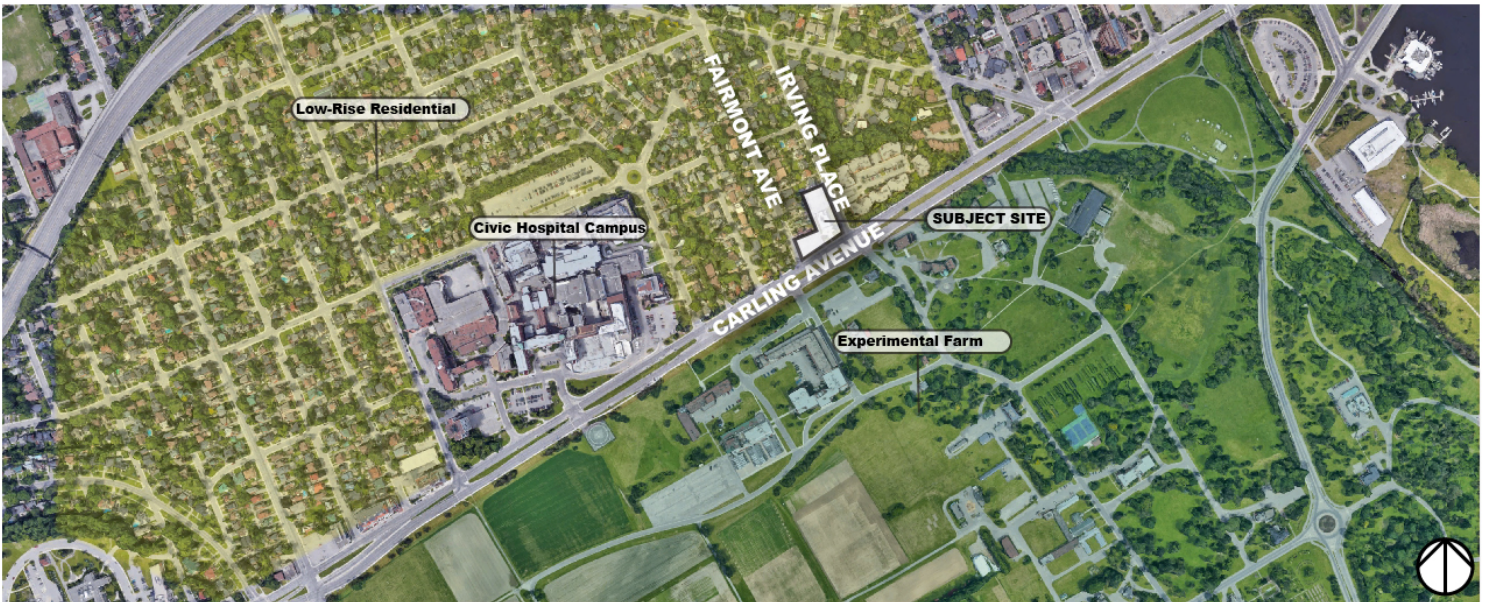 Low-Rise Residential
FAIRMONT AVE
IRVING PLACE
Civic Hospital Campus
SUBJECT SITE
CARLING AVENUE
Experimental Farm